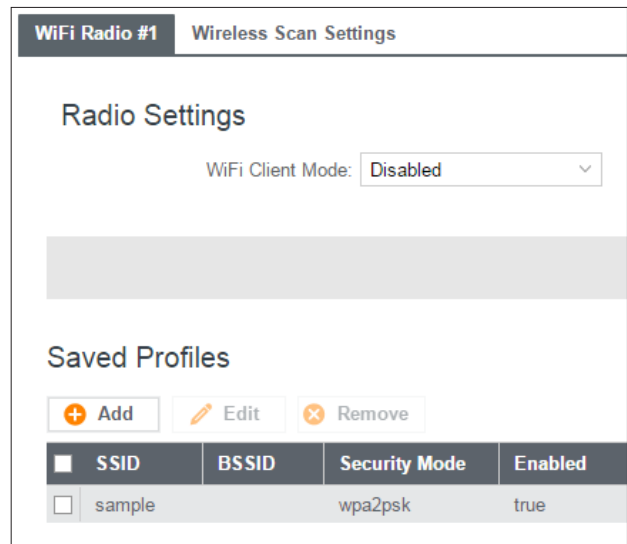 WiFi Radio #1 Wireless Scan Settings
Radio Settings
WiFi Client Mode: Disabled
Saved Profiles
Add Edit Remove
SSID BSSID Security Mode Enabled
sample wpa2psk true